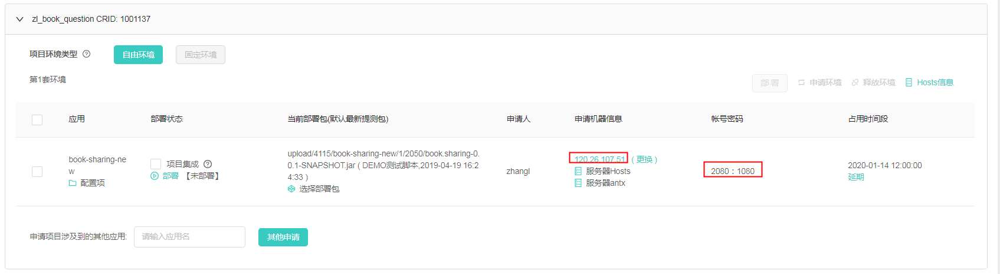 zl_book_question CRID: 1001137
项目环境类型 自由环境 固定环境
第1套环境
部 署 申请环境 释放环境 Hosts信息
应用 部署状态 当前部署包(默认最新提测包) 申请人 申请机器信息 帐号密码 占用时间段
book-sharing-ne
w
配置项
项目集成
部署 【未部署】
upload/4115/book-sharing-new/1/2050/book.sharing-0.
0.1-SNAPSHOT.jar ( DEMO测试脚本,2019-04-19 16:2
4:33 )
选择部署包
zhangl
120.26.107.51 ( 更换 )
服务器Hosts
服务器antx
2080 : 1080
2020-01-14 12:00:00
延期
申请项目涉及到的其他应用: 请输入应用名 其他申请